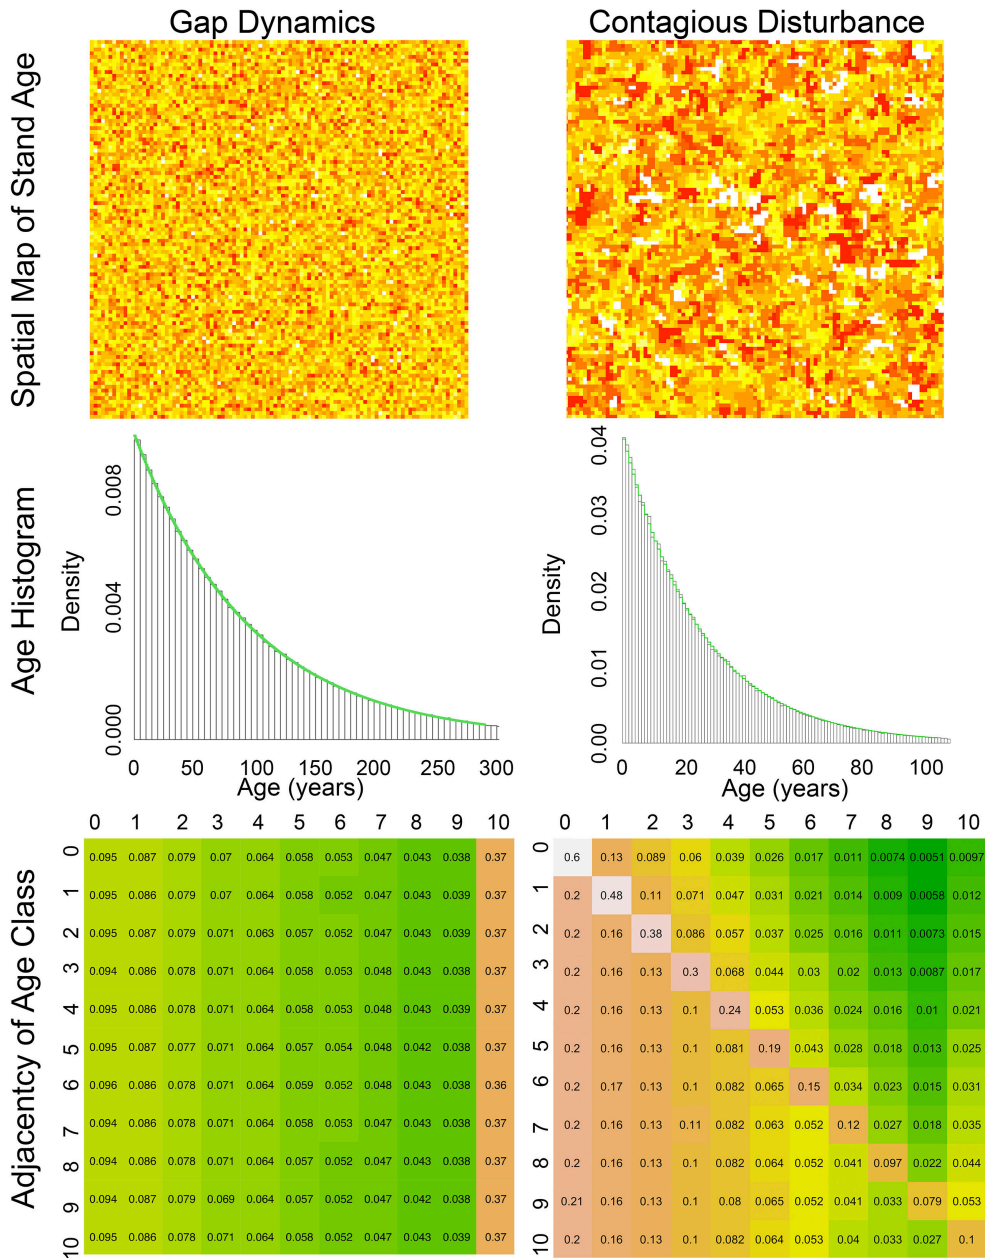 Gap Dynamics
Contagious Disturbance
Spatial Map of Stand Age
Age Histogram
Density
0.000 0.004 0.008
0 50 100 150 200 250 300
Age (years)
Density
0.00 0.01 0.02 0.03 0.04
0 20 40 60 80 100
Age (years)
Adjacentcy of Age Class
0 1 2 3 4 5 6 7 8 9 10
0 0.095 0.087 0.079 0.07 0.064 0.058 0.053 0.047 0.043 0.038 0.37
1 0.095 0.086 0.078 0.07 0.064 0.058 0.052 0.047 0.043 0.039 0.37
2 0.095 0.087 0.079 0.071 0.063 0.057 0.052 0.047 0.043 0.039 0.37
3 0.094 0.086 0.078 0.071 0.064 0.058 0.053 0.048 0.043 0.038 0.37
4 0.095 0.086 0.078 0.071 0.064 0.058 0.053 0.048 0.043 0.039 0.37
5 0.095 0.087 0.077 0.071 0.064 0.057 0.054 0.048 0.042 0.038 0.37
6 0.096 0.086 0.078 0.071 0.064 0.059 0.052 0.048 0.043 0.038 0.36
7 0.094 0.086 0.078 0.071 0.064 0.058 0.053 0.047 0.043 0.038 0.37
8 0.094 0.086 0.078 0.071 0.064 0.057 0.052 0.047 0.043 0.038 0.37
9 0.094 0.087 0.079 0.069 0.064 0.057 0.052 0.047 0.042 0.038 0.37
10 0.095 0.086 0.078 0.071 0.064 0.058 0.052 0.047 0.043 0.039 0.37
0 1 2 3 4 5 6 7 8 9 10
0 0.6 0.13 0.089 0.06 0.039 0.026 0.017 0.011 0.0074 0.0051 0.0097
1 0.2 0.48 0.11 0.071 0.047 0.031 0.021 0.014 0.009 0.0058 0.012
2 0.2 0.16 0.38 0.086 0.057 0.037 0.025 0.016 0.011 0.0073 0.015
3 0.2 0.16 0.13 0.3 0.068 0.044 0.03 0.02 0.013 0.0087 0.017
4 0.2 0.16 0.13 0.1 0.24 0.053 0.036 0.024 0.016 0.01 0.021
5 0.2 0.16 0.13 0.1 0.081 0.19 0.043 0.028 0.018 0.013 0.025
6 0.2 0.17 0.13 0.1 0.082 0.065 0.15 0.034 0.023 0.015 0.031
7 0.2 0.16 0.13 0.11 0.082 0.063 0.052 0.12 0.027 0.018 0.035
8 0.2 0.16 0.13 0.1 0.082 0.064 0.052 0.041 0.097 0.022 0.044
9 0.21 0.16 0.13 0.1 0.08 0.065 0.052 0.041 0.033 0.079 0.053
10 0.2 0.16 0.13 0.1 0.082 0.064 0.053 0.04 0.033 0.027 0.1